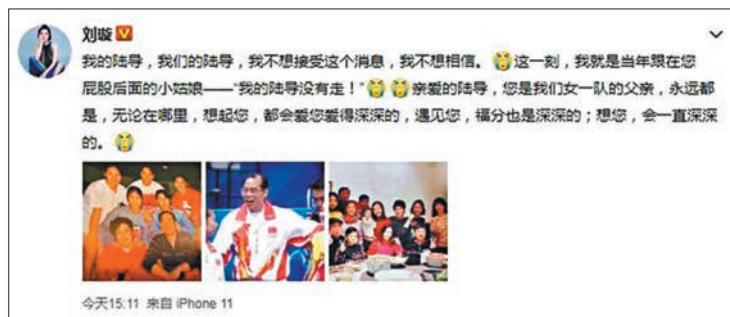 刘璇
我的陆导，我们的陆导，我不想接受这个消息，我不想相信。这一刻，我就是当年跟在您
屁股后面的小姑娘——“我的陆导没有走！”亲爱的陆导，您是我们女一队的父亲，永远都
是，无论在哪里，想起您，都会爱您爱得深深的，遇见您，福分也是深深的；想您，会一直深深
的。
今天15:11 来自 iPhone 11